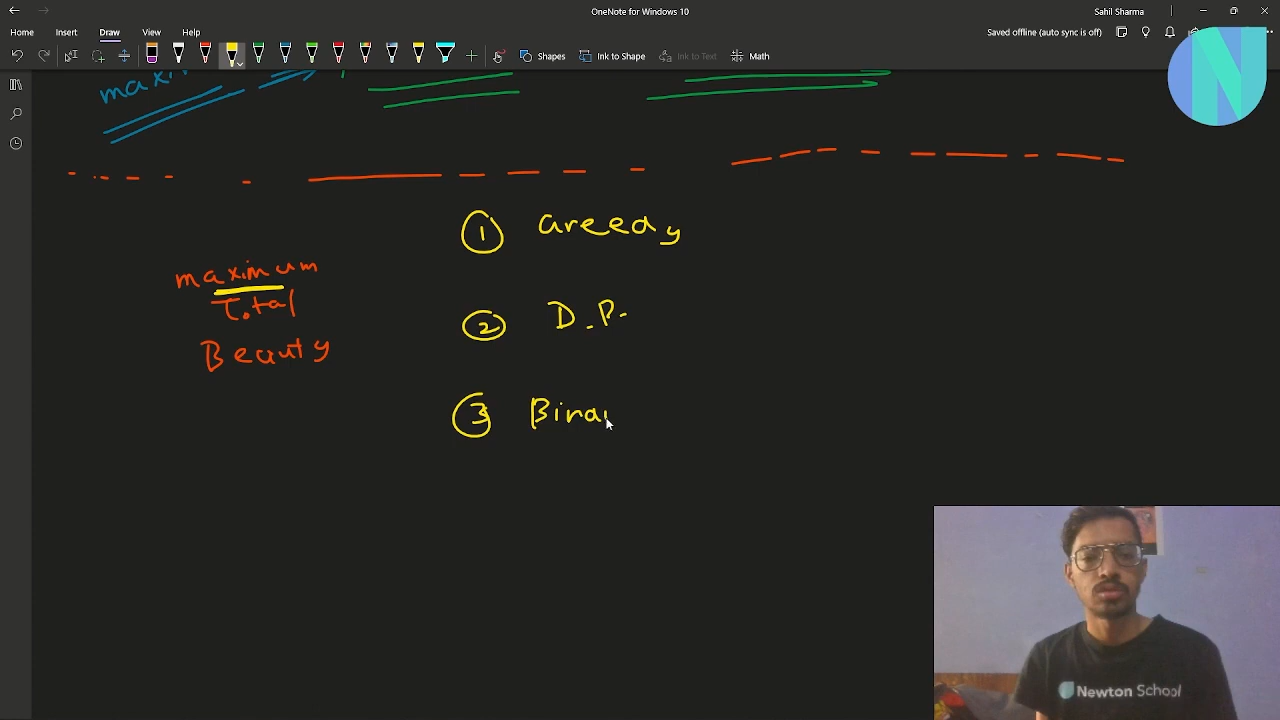 OneNote for Windows 10
Sahil Sharma
Home Insert Draw View Help
Saved offline (auto sync is off)
Shapes Ink to Shape Ink to Text Math
maxi
① Greedy
maximum
Total
Beauty
② D.P.
③ Bina
Newton School
N